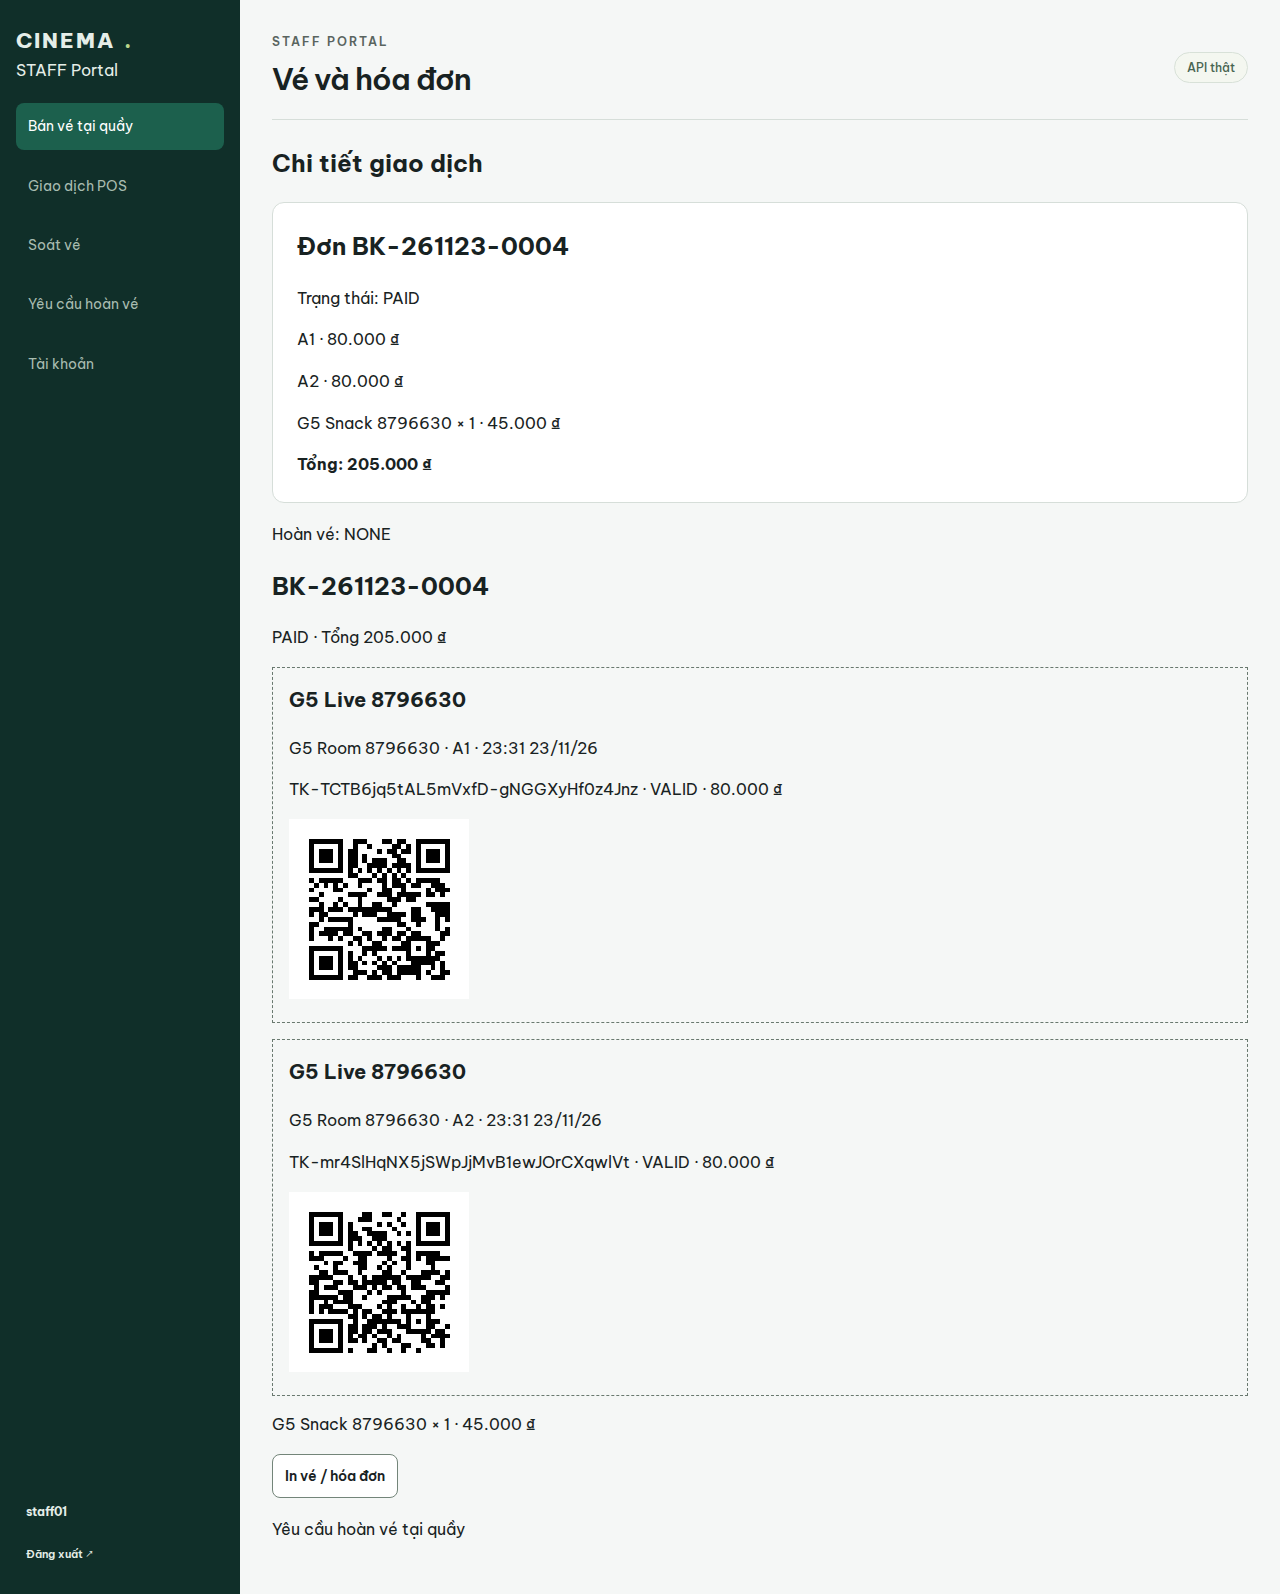 CINEMA .
STAFF Portal
Bán vé tại quầy
Giao dịch POS
Soát vé
Yêu cầu hoàn vé
Tài khoản
staff01
Đăng xuất ↗
STAFF PORTAL
Vé và hóa đơn
API thật
Chi tiết giao dịch
Đơn BK-261123-0004
Trạng thái: PAID
A1 · 80.000 ₫
A2 · 80.000 ₫
G5 Snack 8796630 × 1 · 45.000 ₫
Tổng: 205.000 ₫
Hoàn vé: NONE
BK-261123-0004
PAID · Tổng 205.000 ₫
G5 Live 8796630
G5 Room 8796630 · A1 · 23:31 23/11/26
TK-TCTB6jq5tAL5mVxfD-gNGGXyHf0z4Jnz · VALID · 80.000 ₫
G5 Live 8796630
G5 Room 8796630 · A2 · 23:31 23/11/26
TK-mr4SlHqNX5jSWpJjMvB1ewJOrCXqwlVt · VALID · 80.000 ₫
G5 Snack 8796630 × 1 · 45.000 ₫
In vé / hóa đơn
Yêu cầu hoàn vé tại quầy